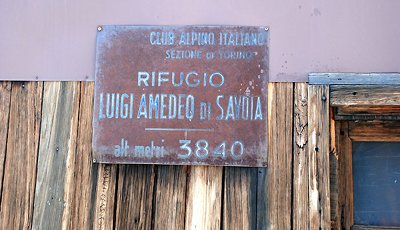 CLUB ALPINO ITALIANO
SEZIONE DI TORINO
RIFUGIO
LUIGI AMEDEO DI SAVOIA
alt. metri 3840